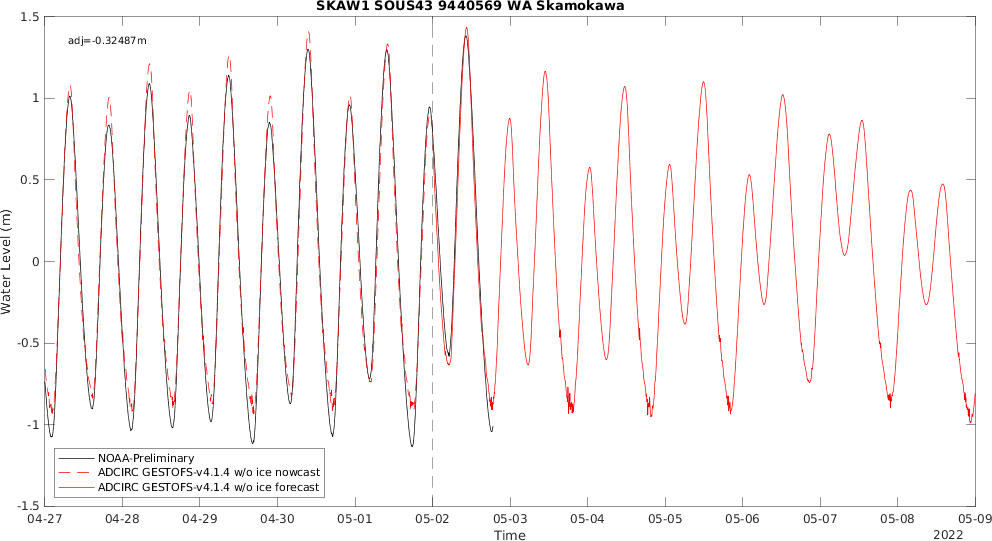 SKAW1 SOUS43 9440569 WA Skamokawa
adj=-0.32487m
1.5
1
0.5
0
-0.5
-1
-1.5
Water Level (m)
NOAA-Preliminary
ADCIRC GESTOFS-v4.1.4 w/o ice nowcast
ADCIRC GESTOFS-v4.1.4 w/o ice forecast
04-27 04-28 04-29 04-30 05-01 05-02 05-03 05-04 05-05 05-06 05-07 05-08 05-09
Time
2022